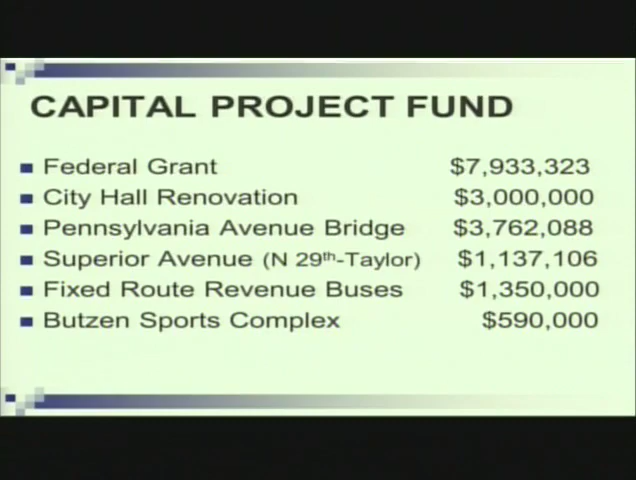 CAPITAL PROJECT FUND
Federal Grant $7,933,323
City Hall Renovation $3,000,000
Pennsylvania Avenue Bridge $3,762,088
Superior Avenue (N 29th-Taylor) $1,137,106
Fixed Route Revenue Buses $1,350,000
Butzen Sports Complex $590,000